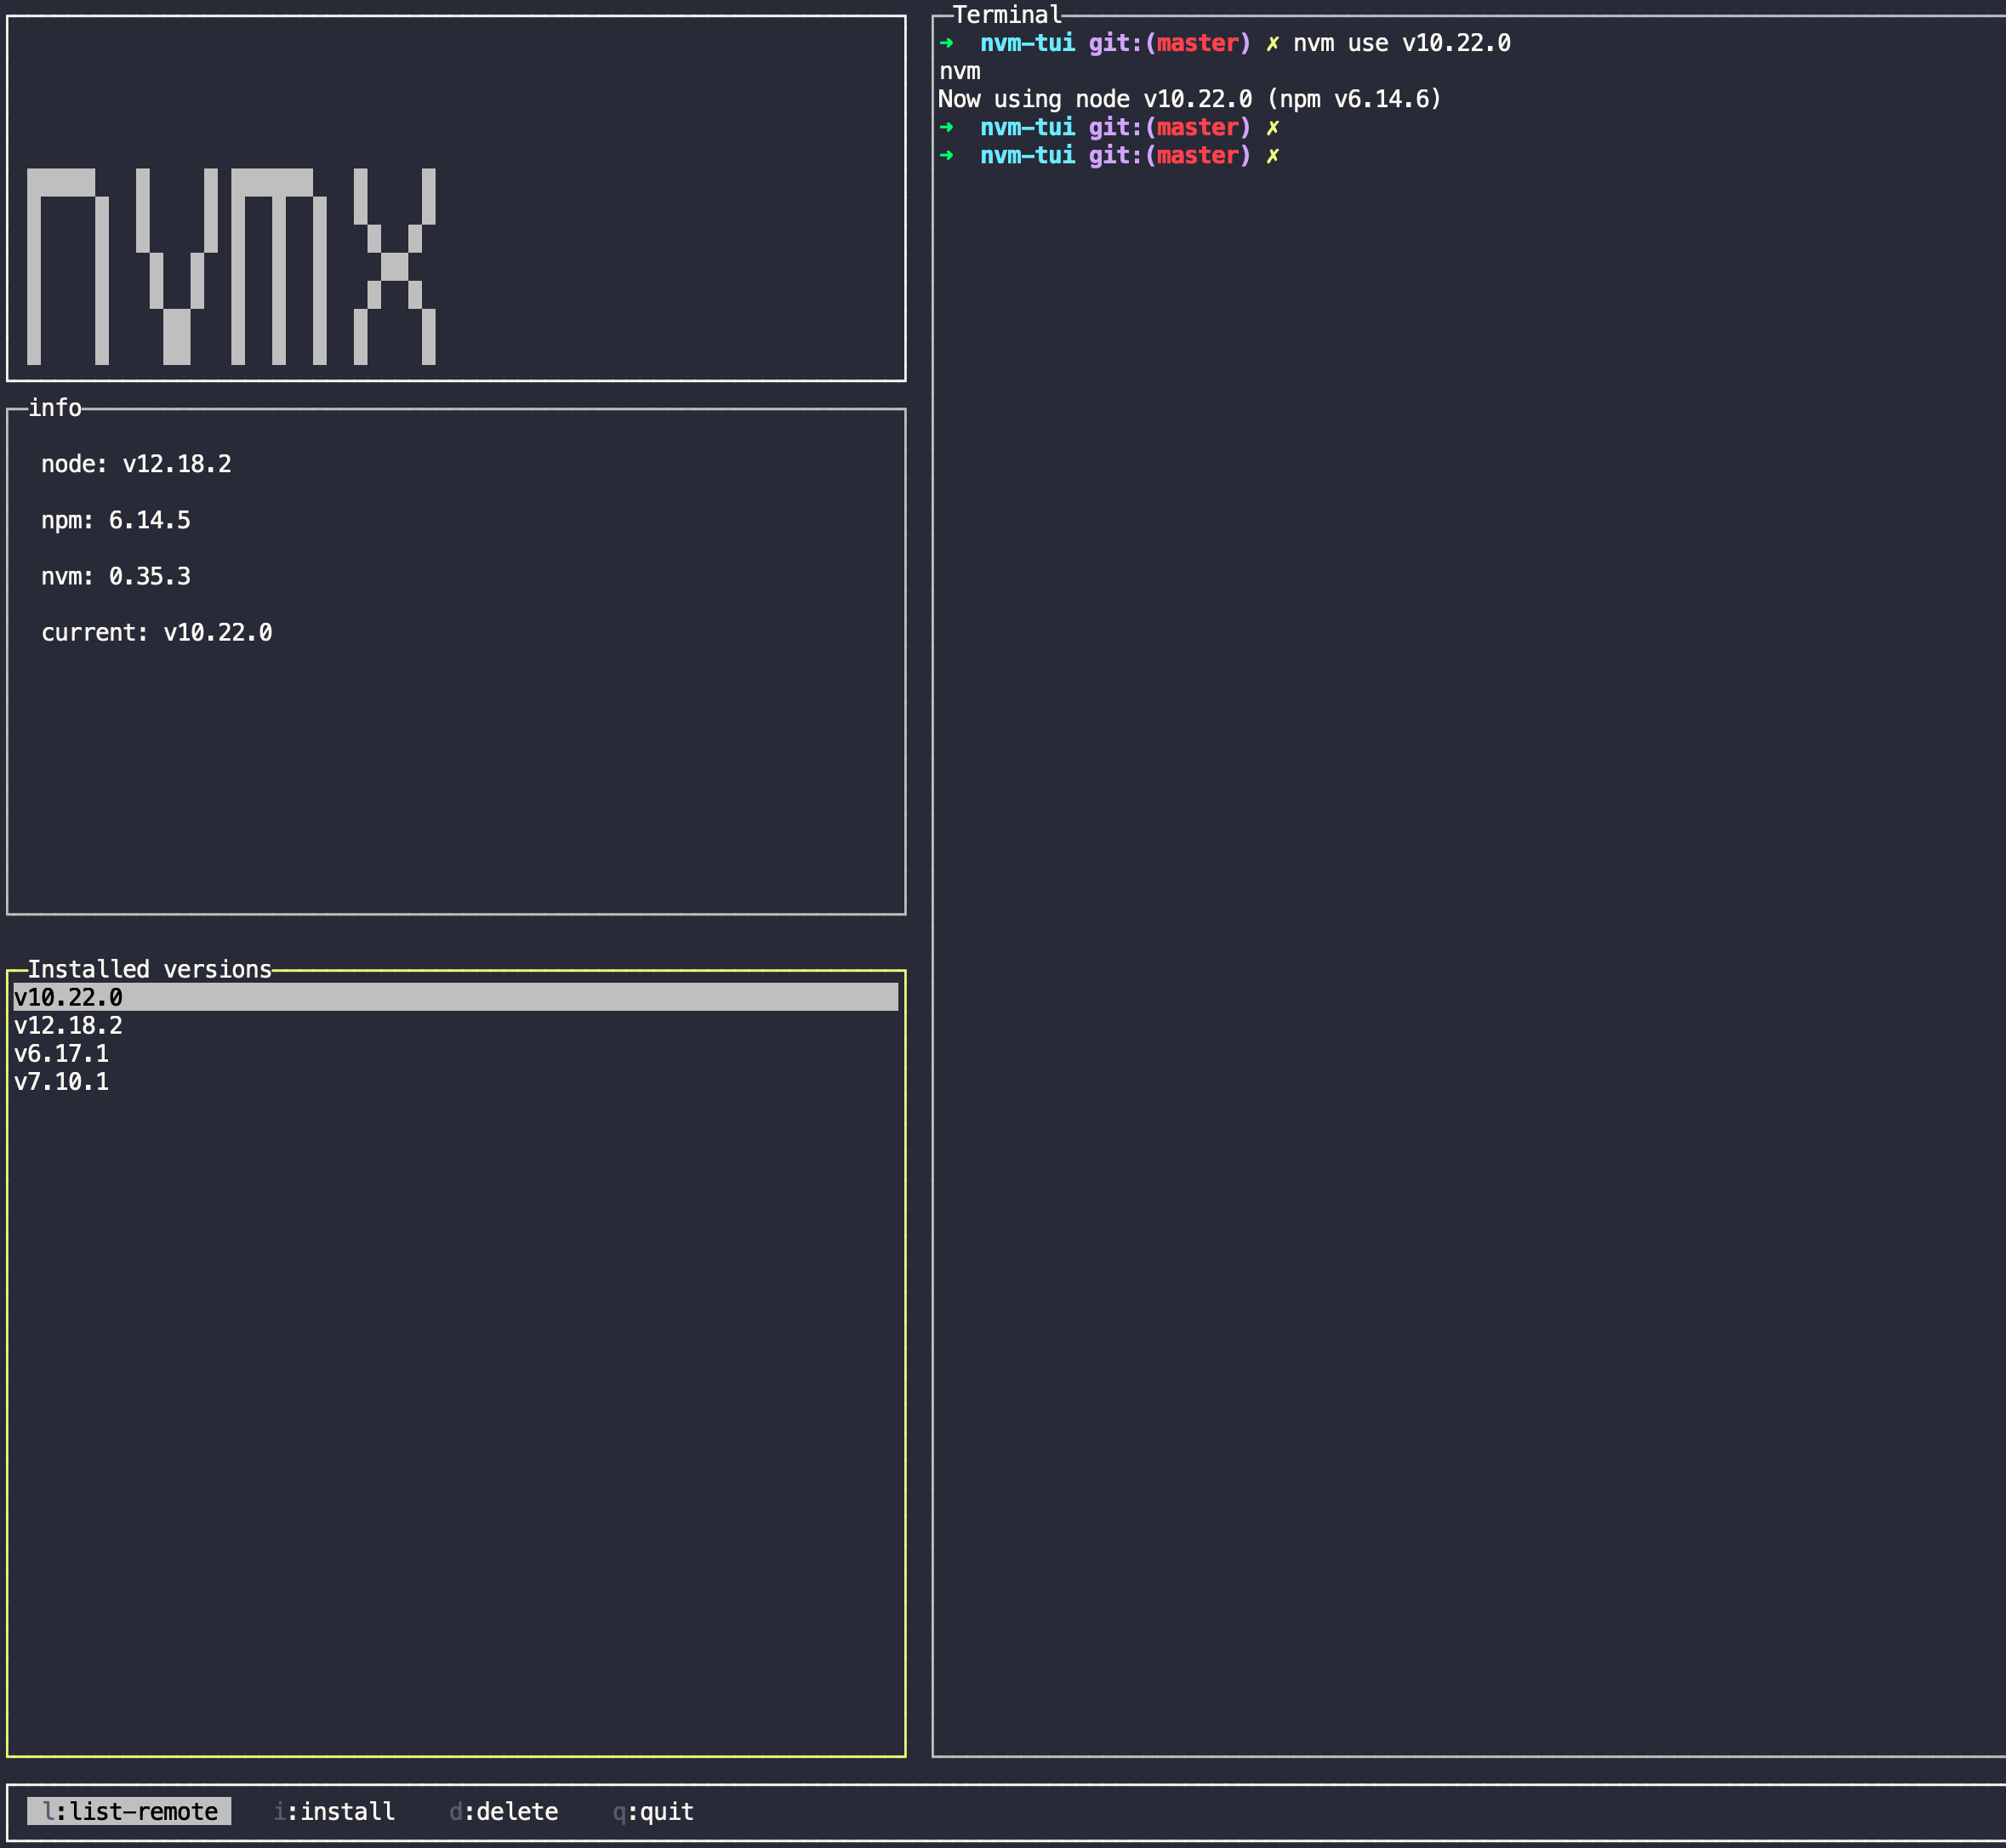 nvmx
info
node: v12.18.2
npm: 6.14.5
nvm: 0.35.3
current: v10.22.0
Installed versions
v10.22.0
v12.18.2
v6.17.1
v7.10.1
Terminal
➜  nvm-tui git:(master) ✗ nvm use v10.22.0
nvm
Now using node v10.22.0 (npm v6.14.6)
➜  nvm-tui git:(master) ✗
➜  nvm-tui git:(master) ✗
l:list-remote   i:install   d:delete   q:quit